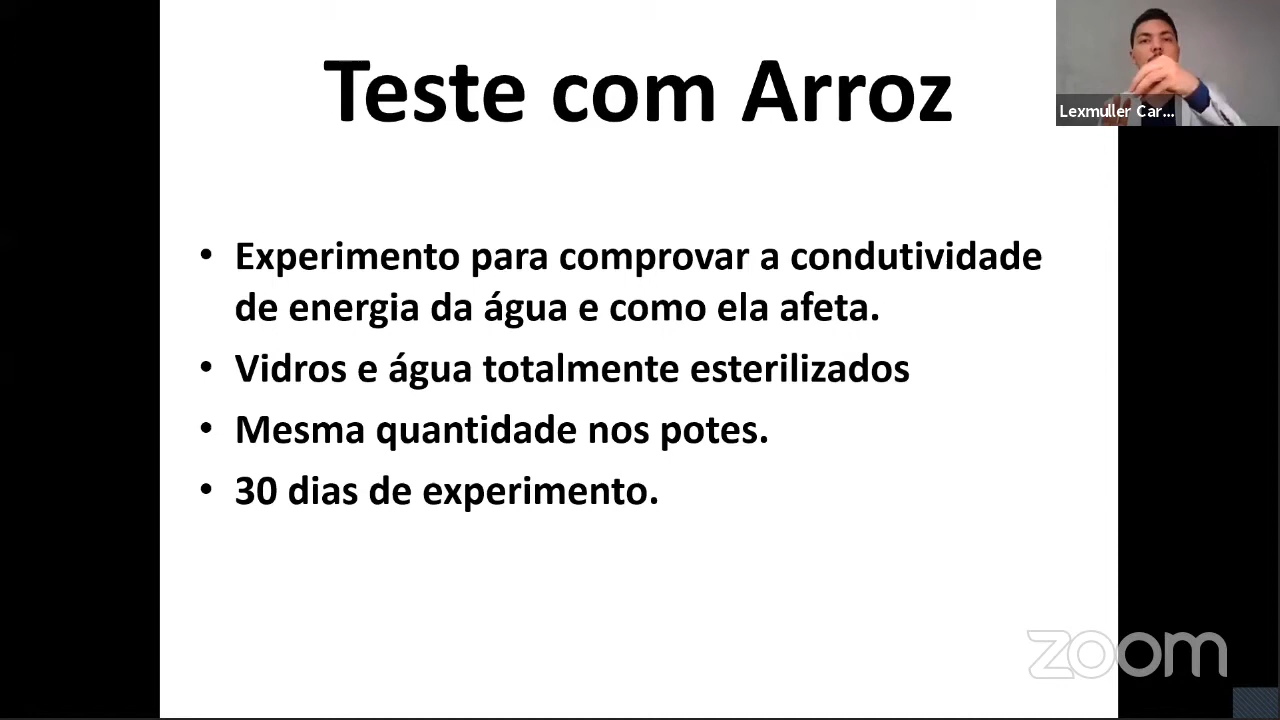 Teste com Arroz
Lexmuller Car...
• Experimento para comprovar a condutividade
de energia da água e como ela afeta.
• Vidros e água totalmente esterilizados
• Mesma quantidade nos potes.
• 30 dias de experimento.
zoom